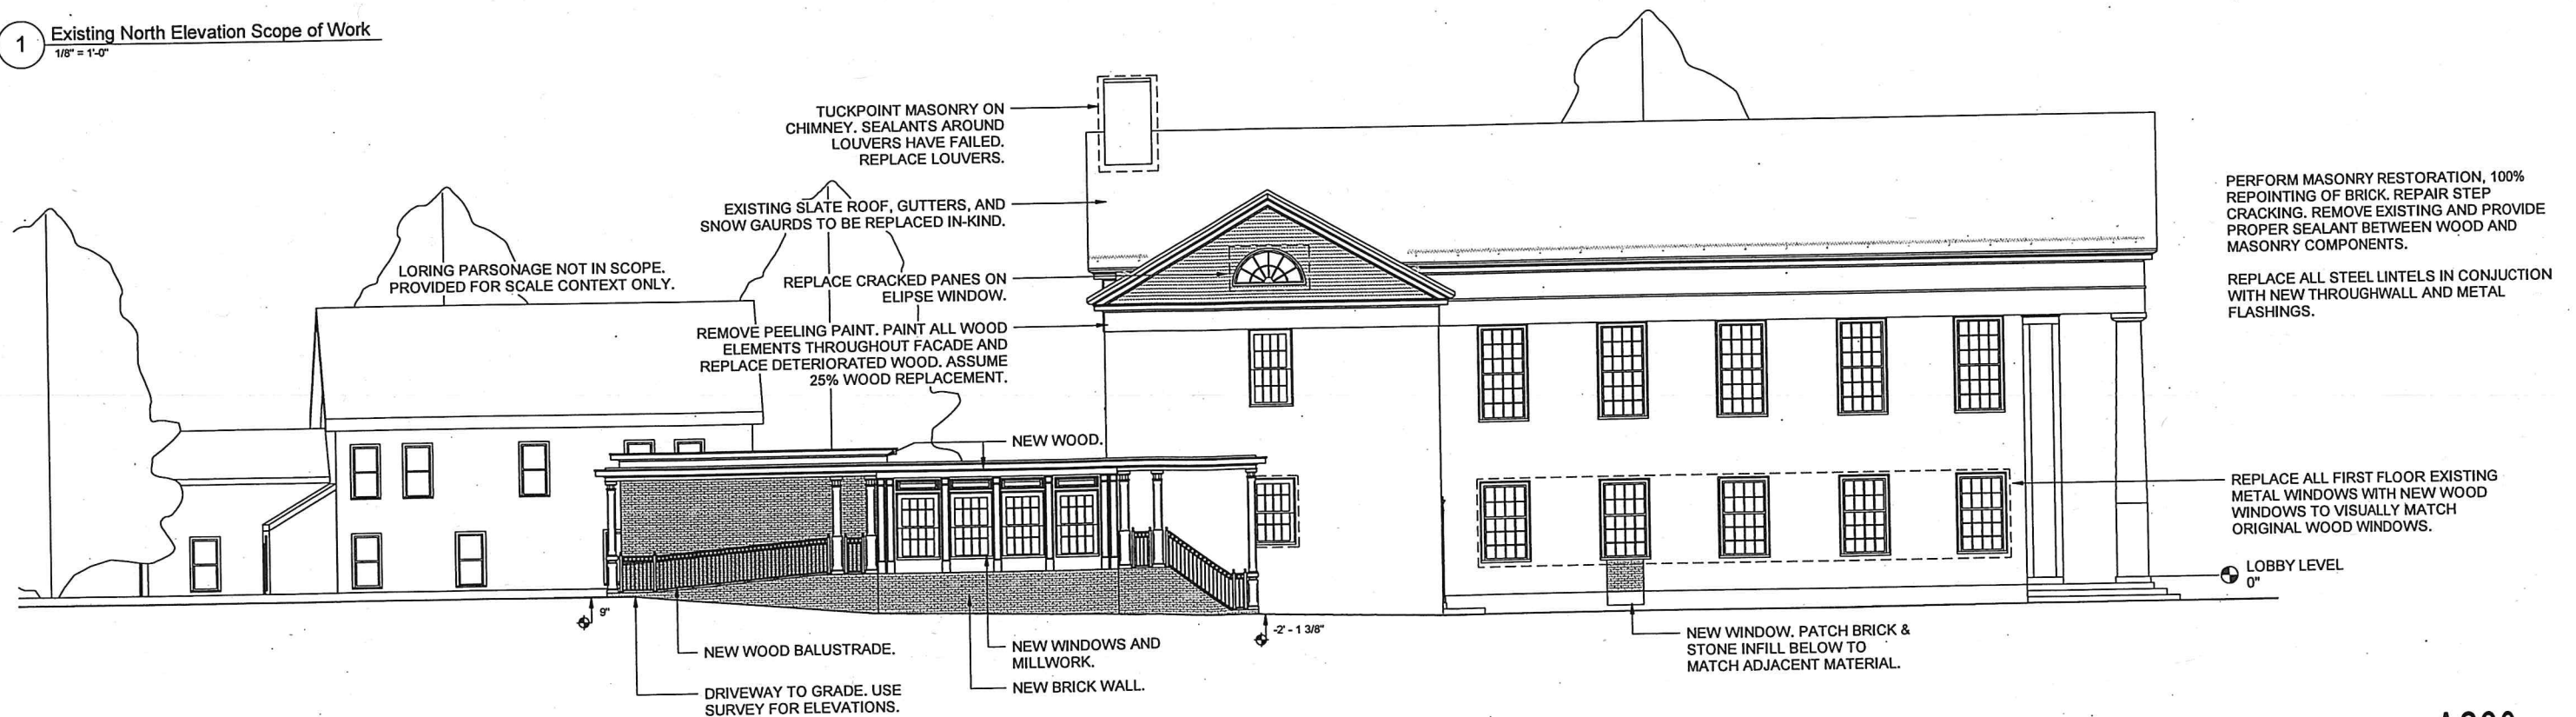 1
Existing North Elevation Scope of Work
1/8" = 1'-0"
TUCKPOINT MASONRY ON
CHIMNEY. SEALANTS AROUND
LOUVERS HAVE FAILED.
REPLACE LOUVERS.
EXISTING SLATE ROOF, GUTTERS, AND
SNOW GAURDS TO BE REPLACED IN-KIND.
LORING PARSONAGE NOT IN SCOPE.
PROVIDED FOR SCALE CONTEXT ONLY.
REPLACE CRACKED PANES ON
ELIPSE WINDOW.
REMOVE PEELING PAINT. PAINT ALL WOOD
ELEMENTS THROUGHOUT FACADE AND
REPLACE DETERIORATED WOOD. ASSUME
25% WOOD REPLACEMENT.
NEW WOOD.
PERFORM MASONRY RESTORATION, 100%
REPOINTING OF BRICK. REPAIR STEP
CRACKING. REMOVE EXISTING AND PROVIDE
PROPER SEALANT BETWEEN WOOD AND
MASONRY COMPONENTS.
REPLACE ALL STEEL LINTELS IN CONJUCTION
WITH NEW THROUGHWALL AND METAL
FLASHINGS.
REPLACE ALL FIRST FLOOR EXISTING
METAL WINDOWS WITH NEW WOOD
WINDOWS TO VISUALLY MATCH
ORIGINAL WOOD WINDOWS.
LOBBY LEVEL
0"
9"
-2' - 1 3/8"
NEW WOOD BALUSTRADE.
DRIVEWAY TO GRADE. USE
SURVEY FOR ELEVATIONS.
NEW WINDOWS AND
MILLWORK.
NEW BRICK WALL.
NEW WINDOW. PATCH BRICK &
STONE INFILL BELOW TO
MATCH ADJACENT MATERIAL.